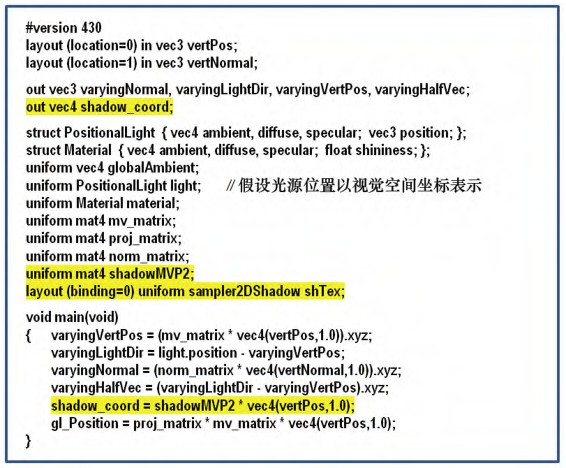 #version 430
layout (location=0) in vec3 vertPos;
layout (location=1) in vec3 vertNormal;
out vec3 varyingNormal, varyingLightDir, varyingVertPos, varyingHalfVec;
out vec4 shadow_coord;
struct PositionalLight { vec4 ambient, diffuse, specular; vec3 position; };
struct Material { vec4 ambient, diffuse, specular; float shininess; };
uniform vec4 globalAmbient;
uniform PositionalLight light; // 假设光源位置以视觉空间坐标表示
uniform Material material;
uniform mat4 mv_matrix;
uniform mat4 proj_matrix;
uniform mat4 norm_matrix;
uniform mat4 shadowMVP2;
layout (binding=0) uniform sampler2DShadow shTex;
void main(void)
{ varyingVertPos = (mv_matrix * vec4(vertPos,1.0)).xyz;
varyingLightDir = light.position - varyingVertPos;
varyingNormal = (norm_matrix * vec4(vertNormal,1.0)).xyz;
varyingHalfVec = (varyingLightDir - varyingVertPos).xyz;
shadow_coord = shadowMVP2 * vec4(vertPos,1.0);
gl_Position = proj_matrix * mv_matrix * vec4(vertPos,1.0);
}